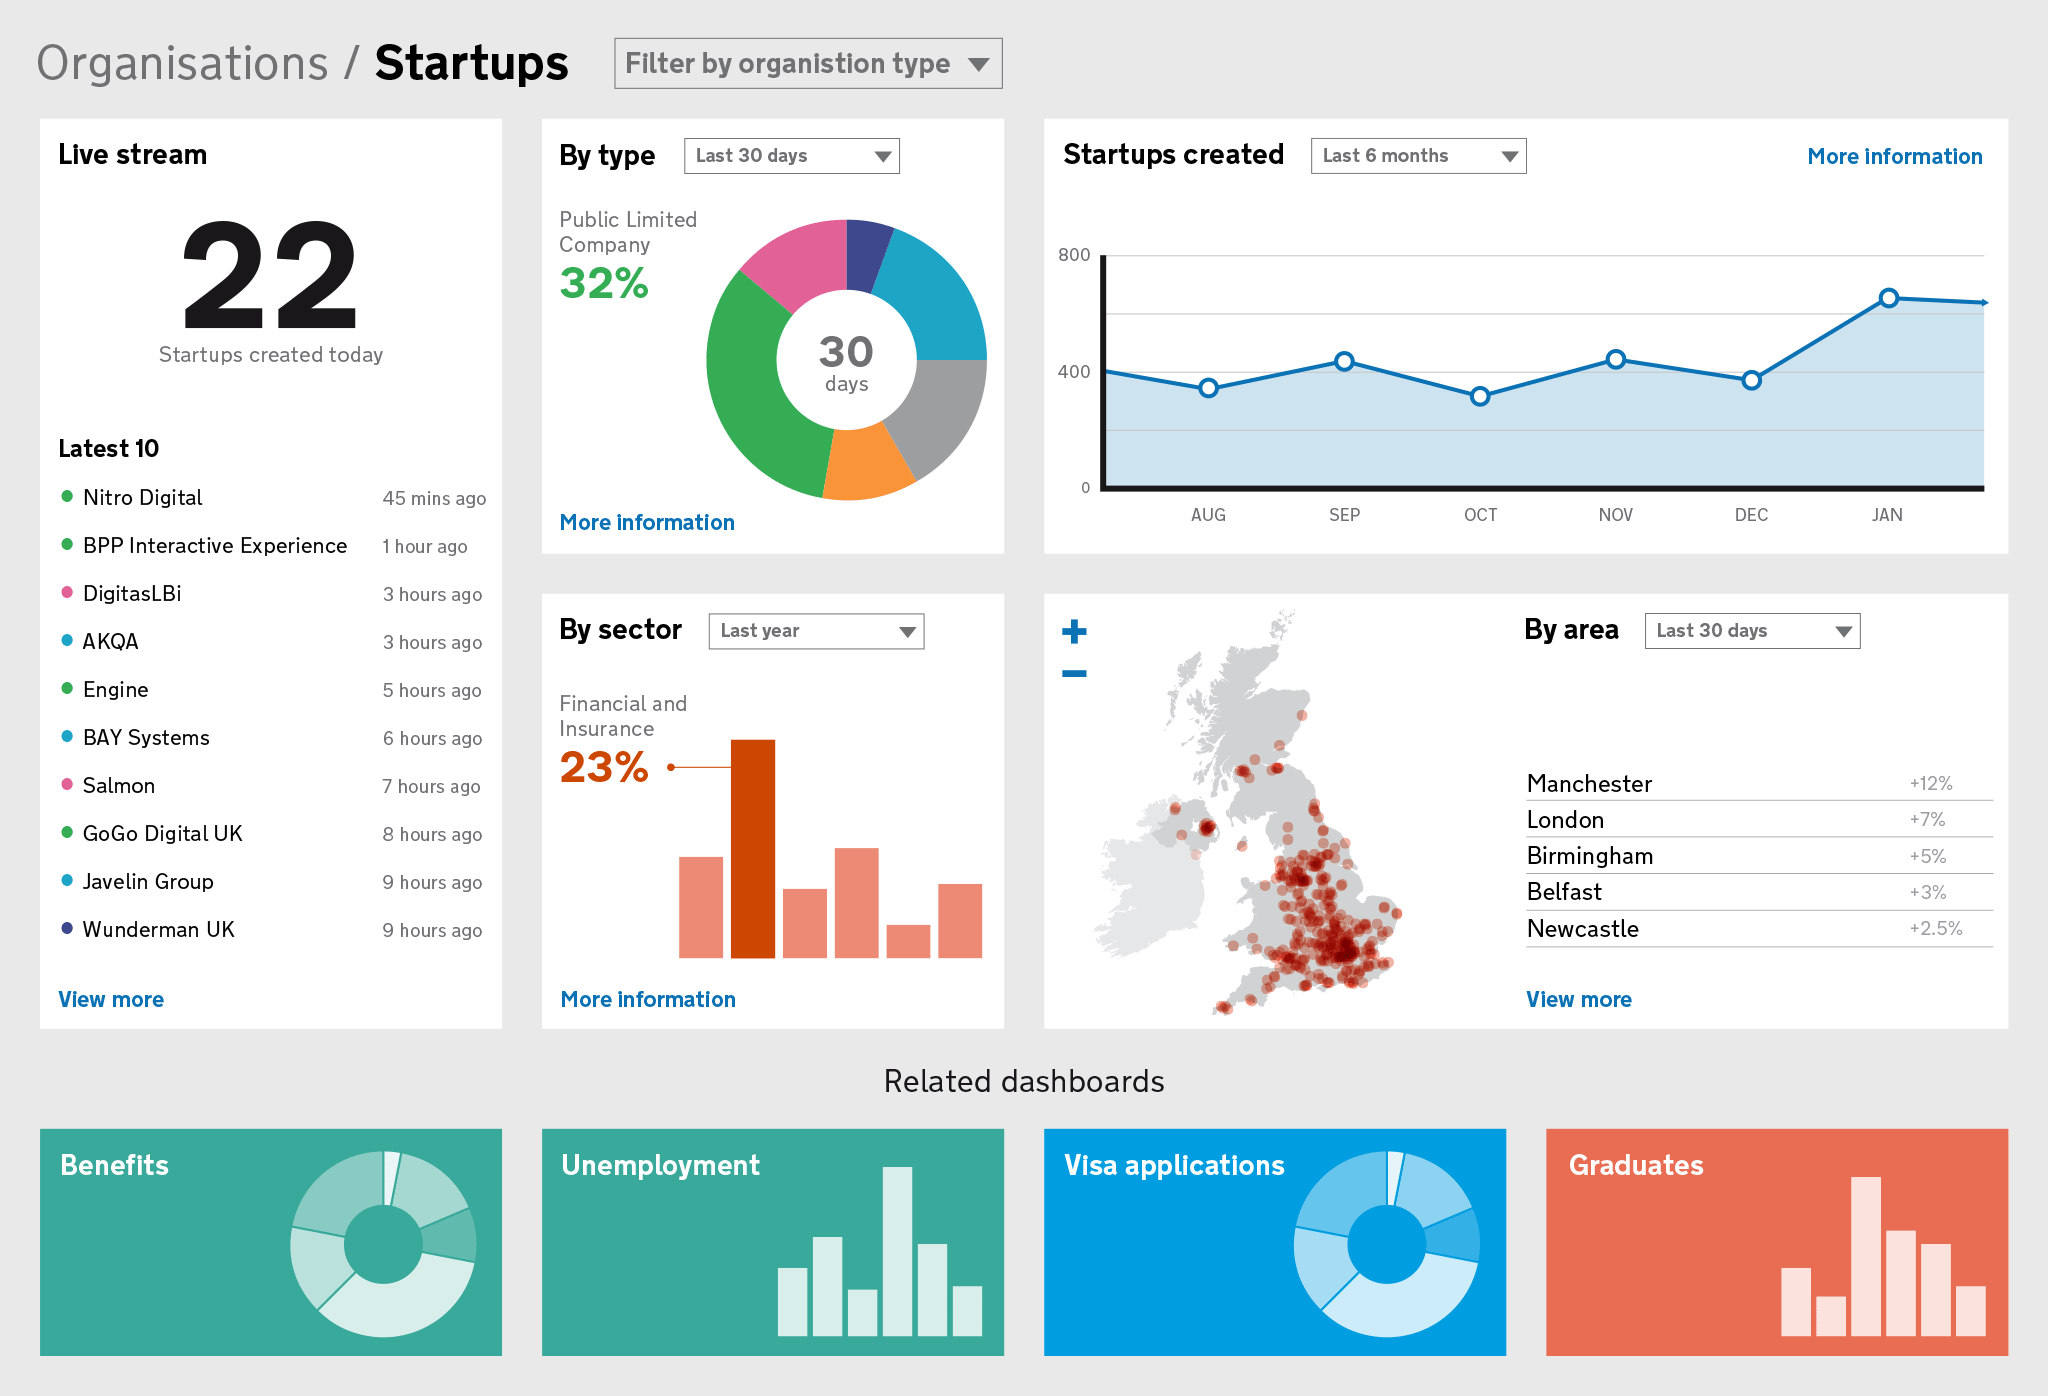 Organisations / Startups
Filter by organistion type
Live stream
22
Startups created today
Latest 10
Nitro Digital 45 mins ago
BPP Interactive Experience 1 hour ago
DigitasLBi 3 hours ago
AKQA 3 hours ago
Engine 5 hours ago
BAY Systems 6 hours ago
Salmon 7 hours ago
GoGo Digital UK 8 hours ago
Javelin Group 9 hours ago
Wunderman UK 9 hours ago
View more
By type
Last 30 days
Public Limited
Company
32%
30
days
More information
Startups created
Last 6 months
More information
800
400
0
AUG SEP OCT NOV DEC JAN
By sector
Last year
Financial and
Insurance
23%
More information
+
−
By area
Last 30 days
Manchester +12%
London +7%
Birmingham +5%
Belfast +3%
Newcastle +2.5%
View more
Related dashboards
Benefits
Unemployment
Visa applications
Graduates